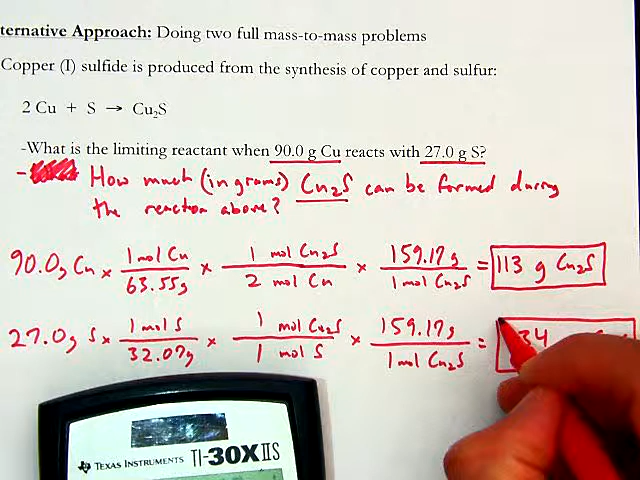 ternative Approach: Doing two full mass-to-mass problems
Copper (I) sulfide is produced from the synthesis of copper and sulfur:
2 Cu + S → Cu₂S
-What is the limiting reactant when 90.0 g Cu reacts with 27.0 g S?
- How much (in grams) Cu₂S can be formed during
the reaction above?
90.0g Cu × 1 mol Cu / 63.55g × 1 mol Cu₂S / 2 mol Cu × 159.17 g / 1 mol Cu₂S = 113 g Cu₂S
27.0g S × 1 mol S / 32.07g × 1 mol Cu₂S / 1 mol S × 159.17g / 1 mol Cu₂S = 34
TEXAS INSTRUMENTS TI-30X IIS